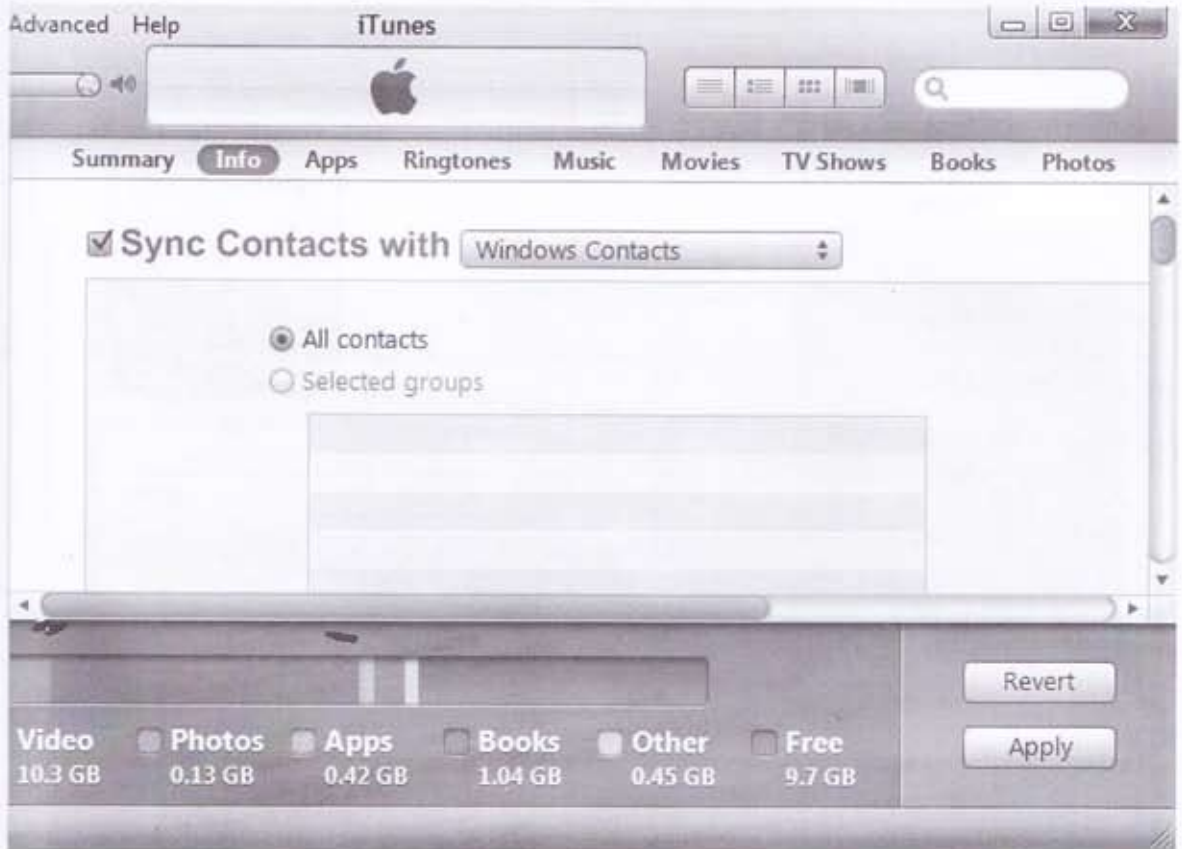 Advanced Help iTunes
Summary Info Apps Ringtones Music Movies TV Shows Books Photos
Sync Contacts with Windows Contacts
All contacts
Selected groups
Revert
Video Photos Apps Books Other Free
10.3 GB 0.13 GB 0.42 GB 1.04 GB 0.45 GB 9.7 GB
Apply